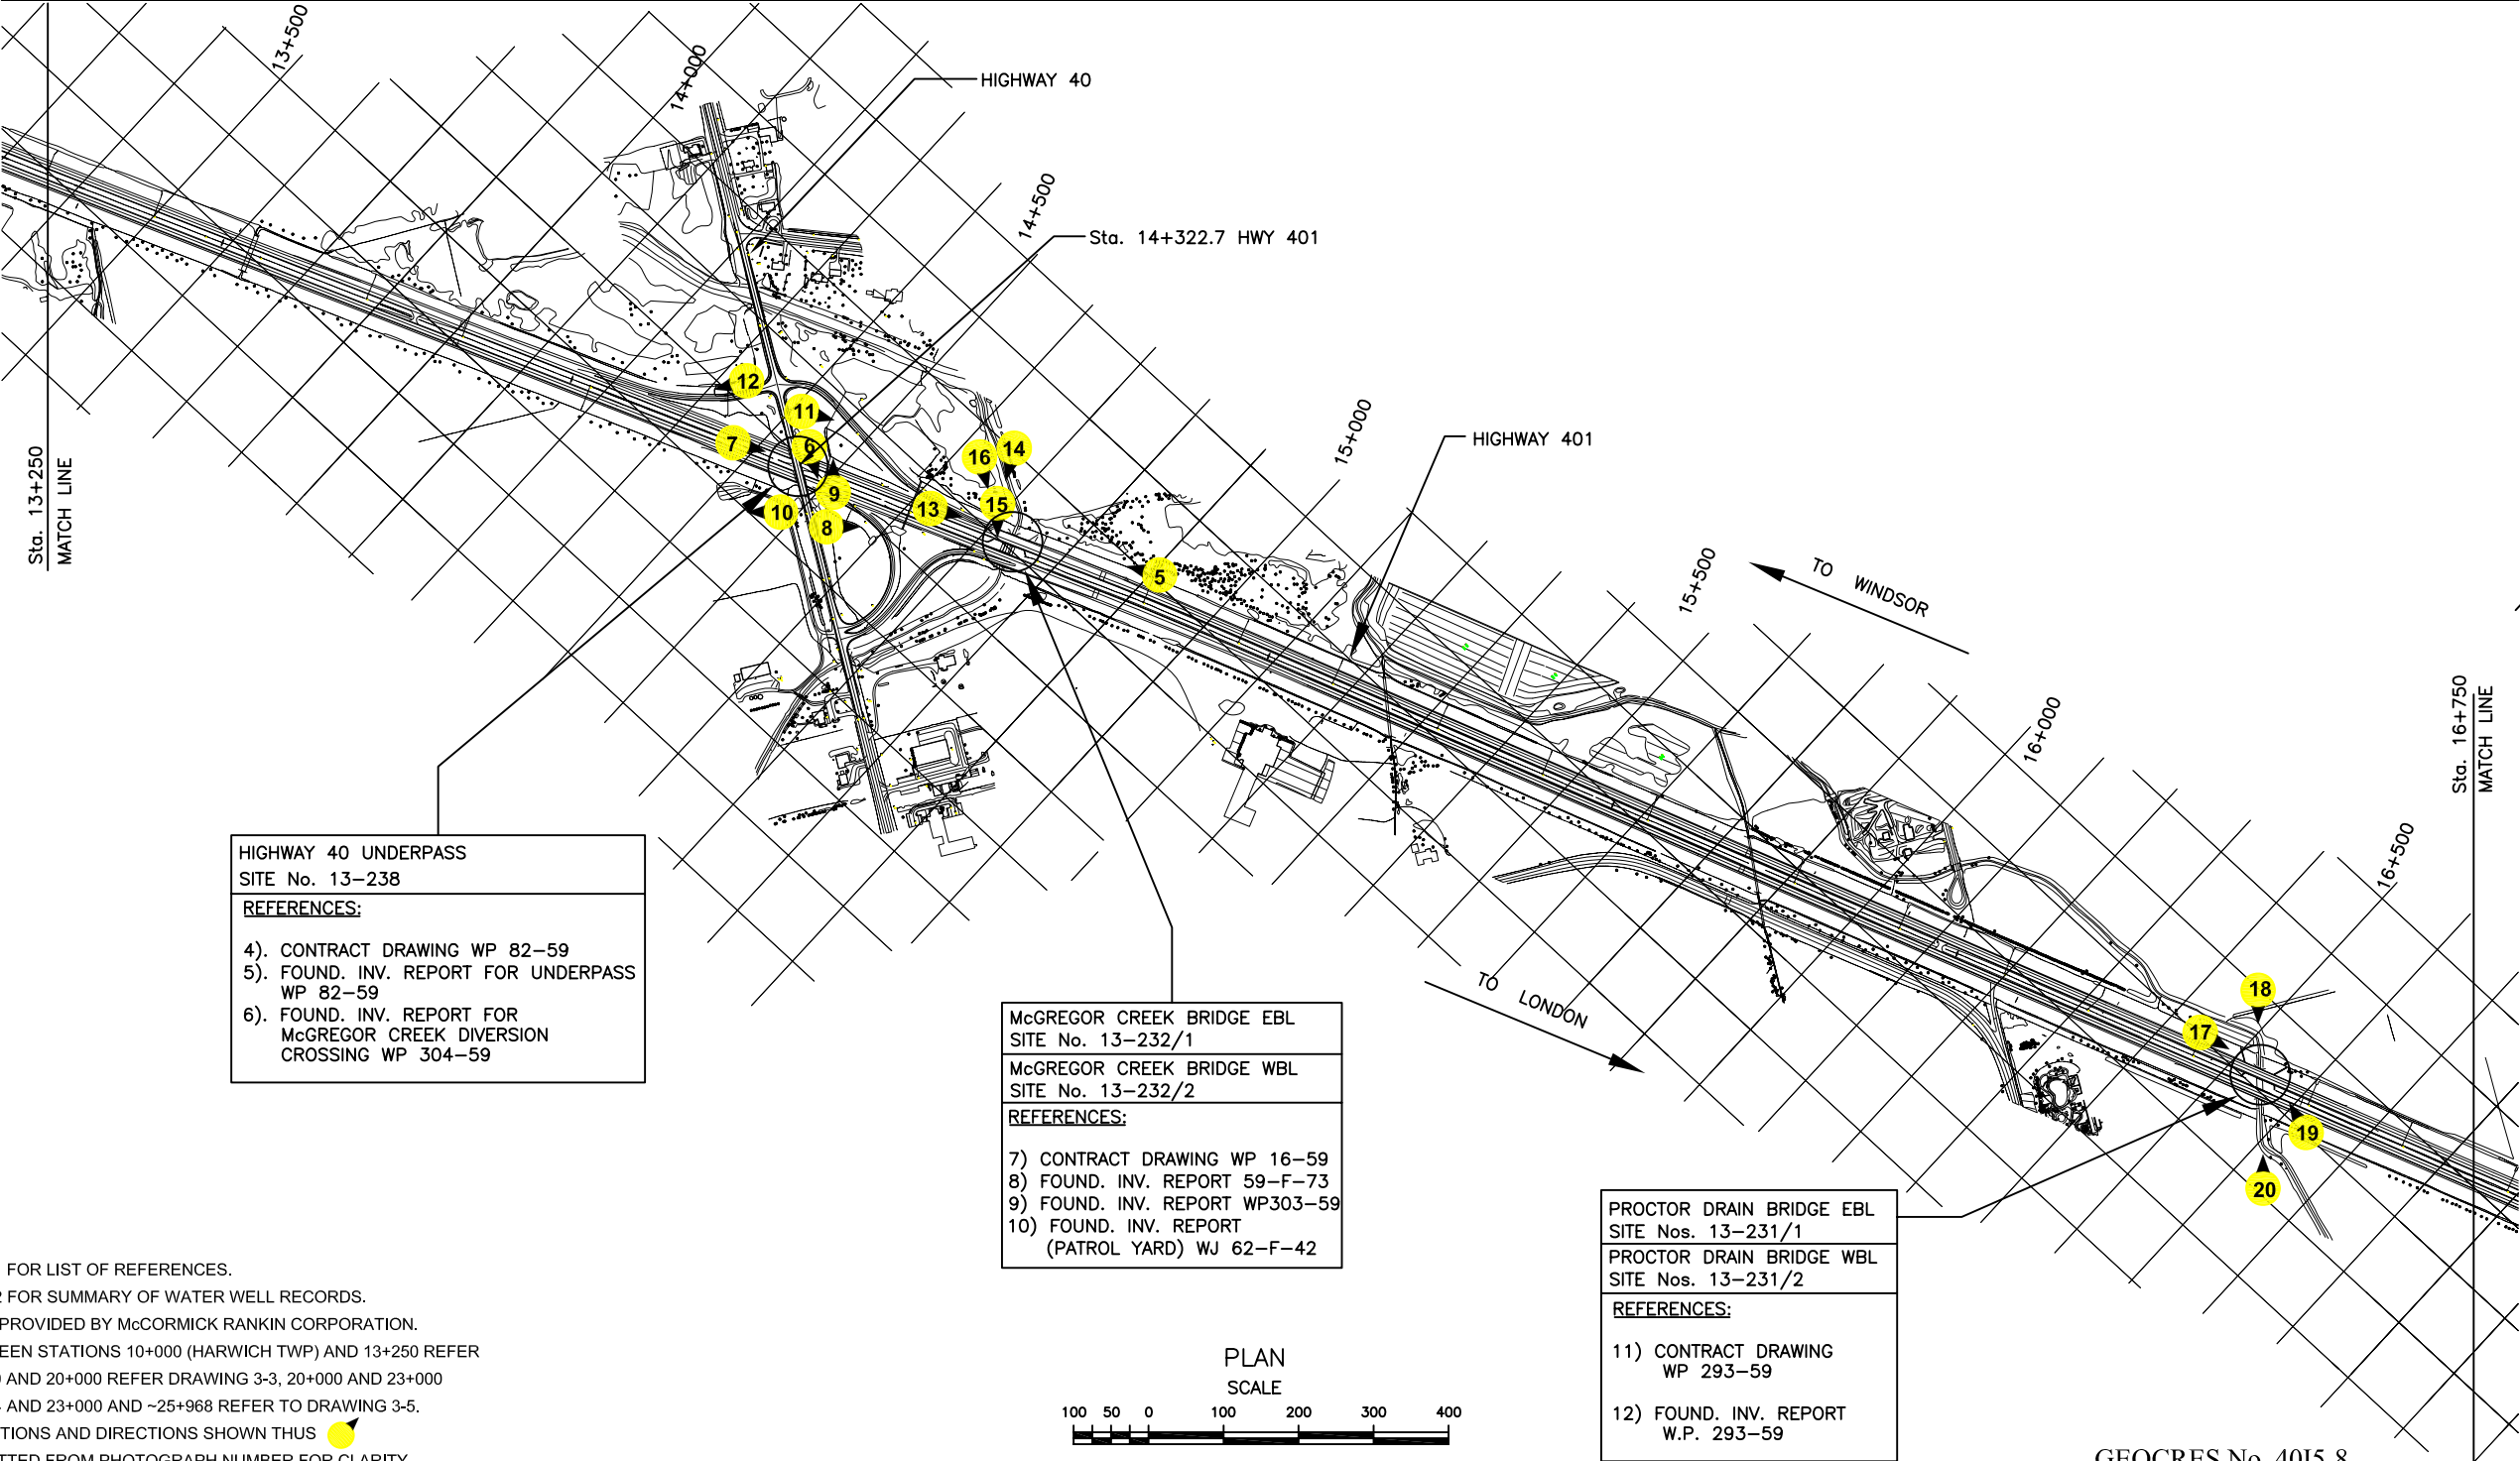 13+500
14+000
HIGHWAY 40
14+500
Sta. 14+322.7 HWY 401
15+000
HIGHWAY 401
15+500
TO WINDSOR
16+000
16+500
Sta. 13+250
MATCH LINE
Sta. 16+750
MATCH LINE
12
11
7
6
16
14
9
10
8
13
15
5
TO LONDON
18
17
19
20
HIGHWAY 40 UNDERPASS
SITE No. 13-238
REFERENCES:
4). CONTRACT DRAWING WP 82-59
5). FOUND. INV. REPORT FOR UNDERPASS
WP 82-59
6). FOUND. INV. REPORT FOR
McGREGOR CREEK DIVERSION
CROSSING WP 304-59
McGREGOR CREEK BRIDGE EBL
SITE No. 13-232/1
McGREGOR CREEK BRIDGE WBL
SITE No. 13-232/2
REFERENCES:
7) CONTRACT DRAWING WP 16-59
8) FOUND. INV. REPORT 59-F-73
9) FOUND. INV. REPORT WP303-59
10) FOUND. INV. REPORT
(PATROL YARD) WJ 62-F-42
PROCTOR DRAIN BRIDGE EBL
SITE Nos. 13-231/1
PROCTOR DRAIN BRIDGE WBL
SITE Nos. 13-231/2
REFERENCES:
11) CONTRACT DRAWING
WP 293-59
12) FOUND. INV. REPORT
W.P. 293-59
FOR LIST OF REFERENCES.
2 FOR SUMMARY OF WATER WELL RECORDS.
PROVIDED BY McCORMICK RANKIN CORPORATION.
EEN STATIONS 10+000 (HARWICH TWP) AND 13+250 REFER
AND 20+000 REFER DRAWING 3-3, 20+000 AND 23+000
AND 23+000 AND ~25+968 REFER TO DRAWING 3-5.
TIONS AND DIRECTIONS SHOWN THUS
TTED FROM PHOTOGRAPH NUMBER FOR CLARITY
PLAN
SCALE
100 50 0 100 200 300 400
GEOCRES No. 40J5-8